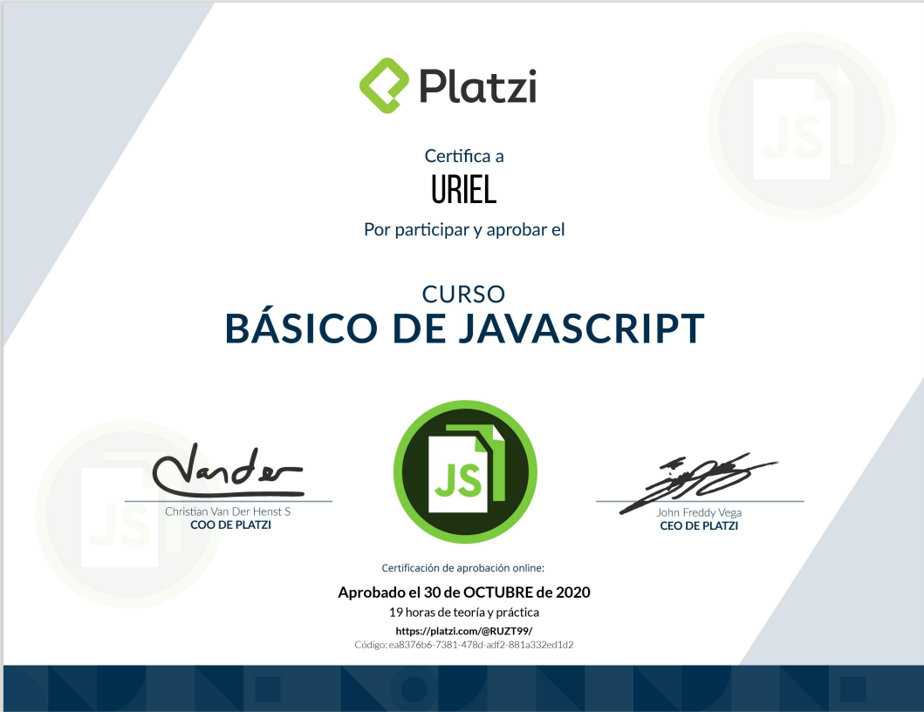 Platzi
JS
Certifica a
URIEL
Por participar y aprobar el
CURSO
BÁSICO DE JAVASCRIPT
Vander
JS
JS
Christian Van Der Henst S
COO DE PLATZI
John Freddy Vega
CEO DE PLATZI
Certificación de aprobación online:
Aprobado el 30 de OCTUBRE de 2020
19 horas de teoría y práctica
https://platzi.com/@RUZT99/
Código: ea8376b6-7381-478d-adf2-881a332ed1d2